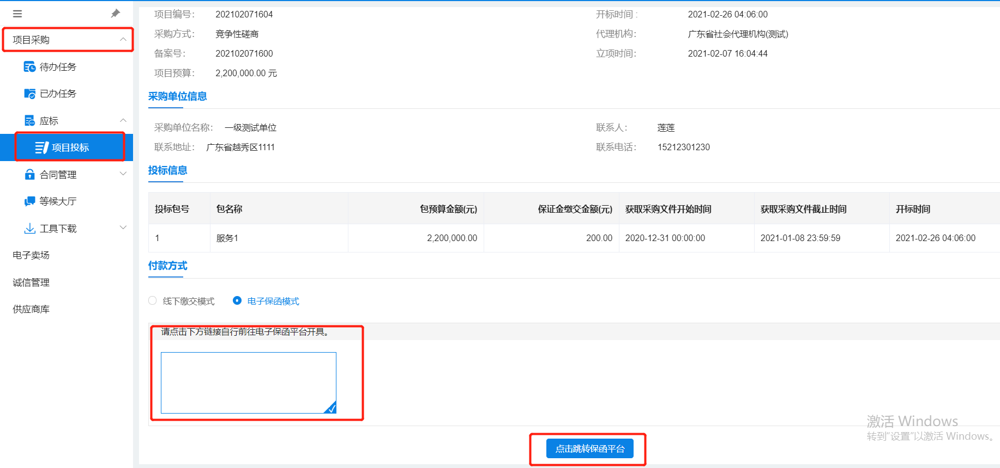 项目采购
待办任务
已办任务
应标
项目投标
合同管理
等候大厅
工具下载
电子卖场
诚信管理
供应商库
项目编号： 202102071604 开标时间 : 2021-02-26 04:06:00
采购方式： 竞争性磋商 代理机构： 广东省社会代理机构(测试)
备案号： 202102071600 立项时间： 2021-02-07 16:04:44
项目预算： 2,200,000.00 元
采购单位信息
采购单位名称： 一级测试单位 联系人： 莲莲
联系地址： 广东省越秀区1111 联系电话： 15212301230
投标信息
投标包号 包名称 包预算金额(元) 保证金缴交金额(元) 获取采购文件开始时间 获取采购文件截止时间 开标时间
1 服务1 2,200,000.00 200.00 2020-12-31 00:00:00 2021-01-08 23:59:59 2021-02-26 04:06:00
付款方式
线下缴交模式 电子保函模式
请点击下方链接自行前往电子保函平台开具。
点击跳转保函平台
激活 Windows
转到“设置”以激活 Windows。